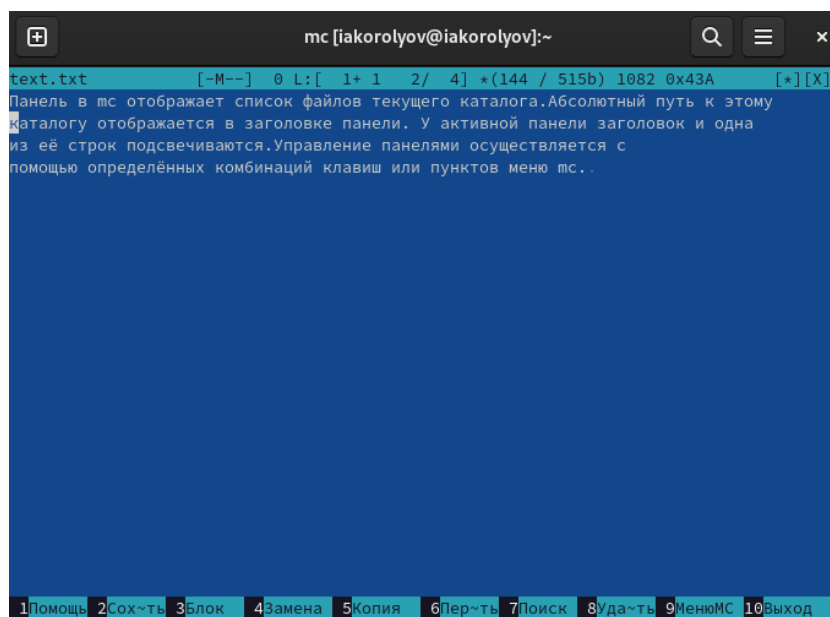 mc [iakorolyov@iakorolyov]:~
text.txt [-M--] 0 L:[ 1+ 1 2/ 4] *(144 / 515b) 1082 0x43A [*][X]
Панель в mc отображает список файлов текущего каталога.Абсолютный путь к этому
каталогу отображается в заголовке панели. У активной панели заголовок и одна
из её строк подсвечиваются.Управление панелями осуществляется с
помощью определённых комбинаций клавиш или пунктов меню mc..
1Помощь 2Сох~ть 3Блок 4Замена 5Копия 6Пер~ть 7Поиск 8Уда~ть 9МенюMC 10Выход